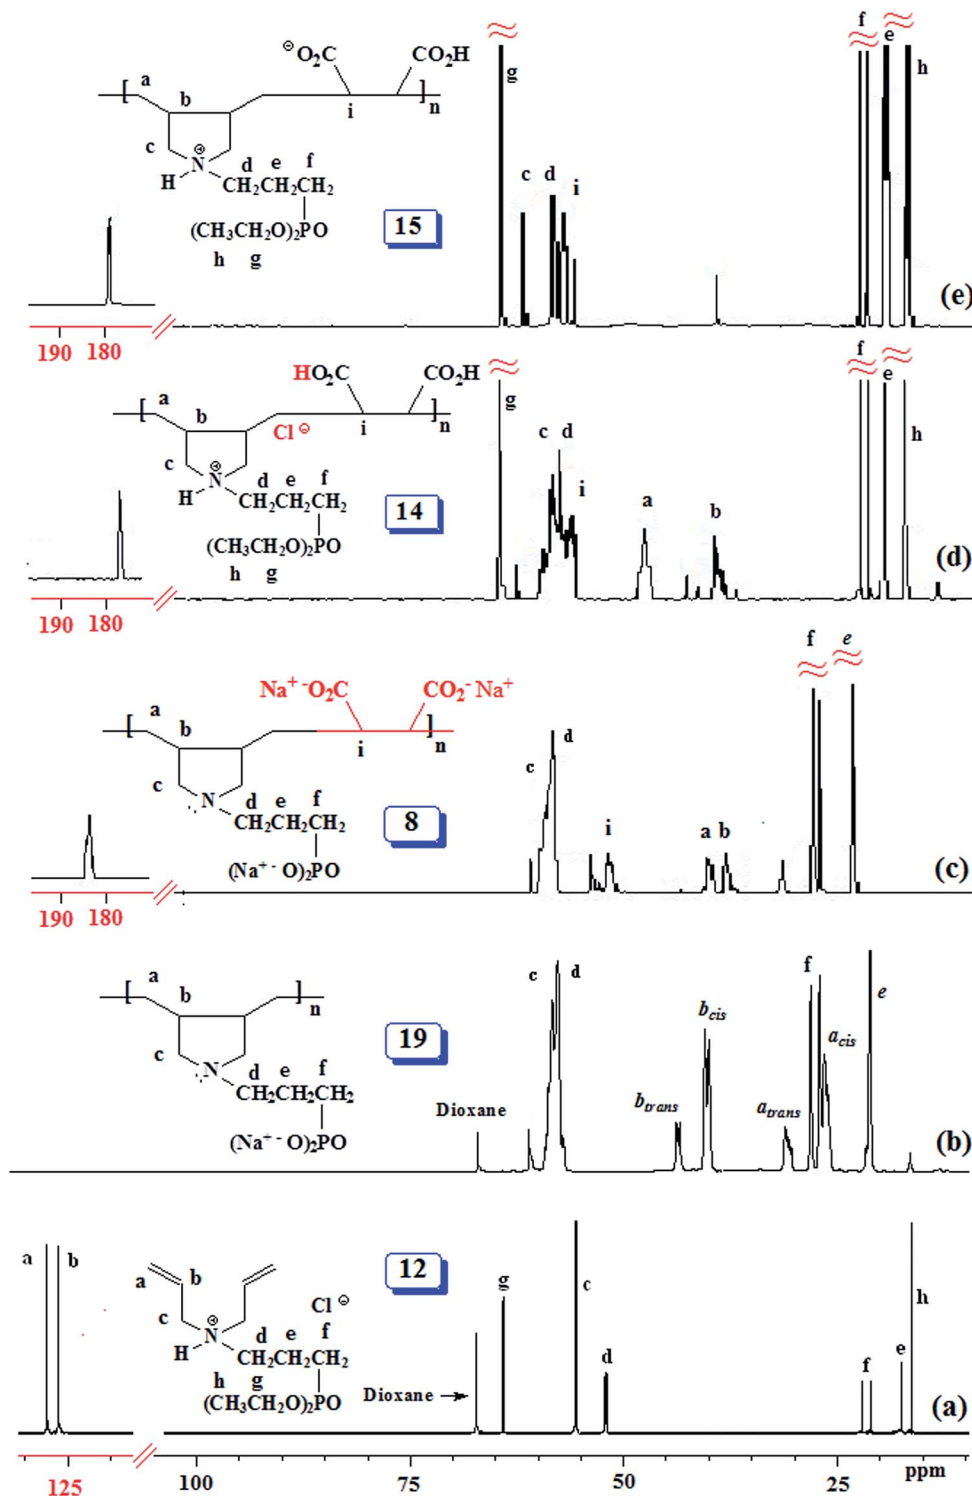 f
e
g
h
⊖O₂C CO₂H
a
[ ]n
b
i
c
c d
N⊕
d e f
i
H
CH₂CH₂CH₂
(CH₃CH₂O)₂PO
15
h g
(e)
190 180
f
e
HO₂C CO₂H
a
g
[ ]n
b
Cl⊖
i
h
c
c d
N⊕
d e f
i
a
b
H
CH₂CH₂CH₂
14
(CH₃CH₂O)₂PO
h g
(d)
190 180
f e
Na⁺⁻O₂C CO₂⁻Na⁺
a
[ ]n
b
i
d
c
c
N
d e f
CH₂CH₂CH₂
8
i
a b
(Na⁺⁻O)₂PO
(c)
190 180
a
[ ]n
b
f
c d
e
19
b cis
a cis
c
N
d e f
CH₂CH₂CH₂
Dioxane
b trans
a trans
(Na⁺⁻O)₂PO
(b)
a b
12
a
b
g
c
h
Cl⊖
c
N⊕
d e f
H
CH₂CH₂CH₂
d
f e
h g
(CH₃CH₂O)₂PO
Dioxane
(a)
125 100 75 50 25 ppm